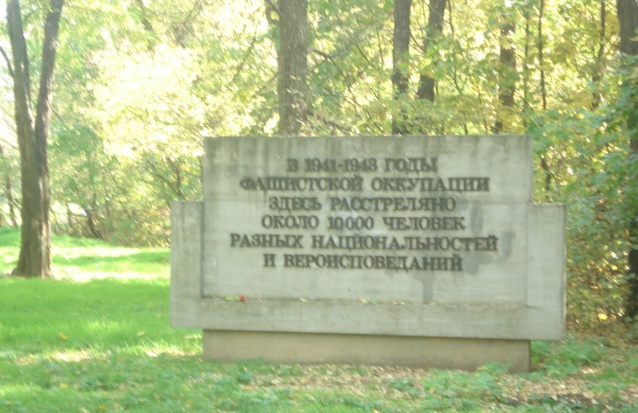 В 1941-1943 ГОДЫ
ФАШИСТСКОЙ ОККУПАЦИИ
ЗДЕСЬ РАССТРЕЛЯНО
ОКОЛО 10000 ЧЕЛОВЕК
РАЗНЫХ НАЦИОНАЛЬНОСТЕЙ
И ВЕРОИСПОВЕДАНИЙ